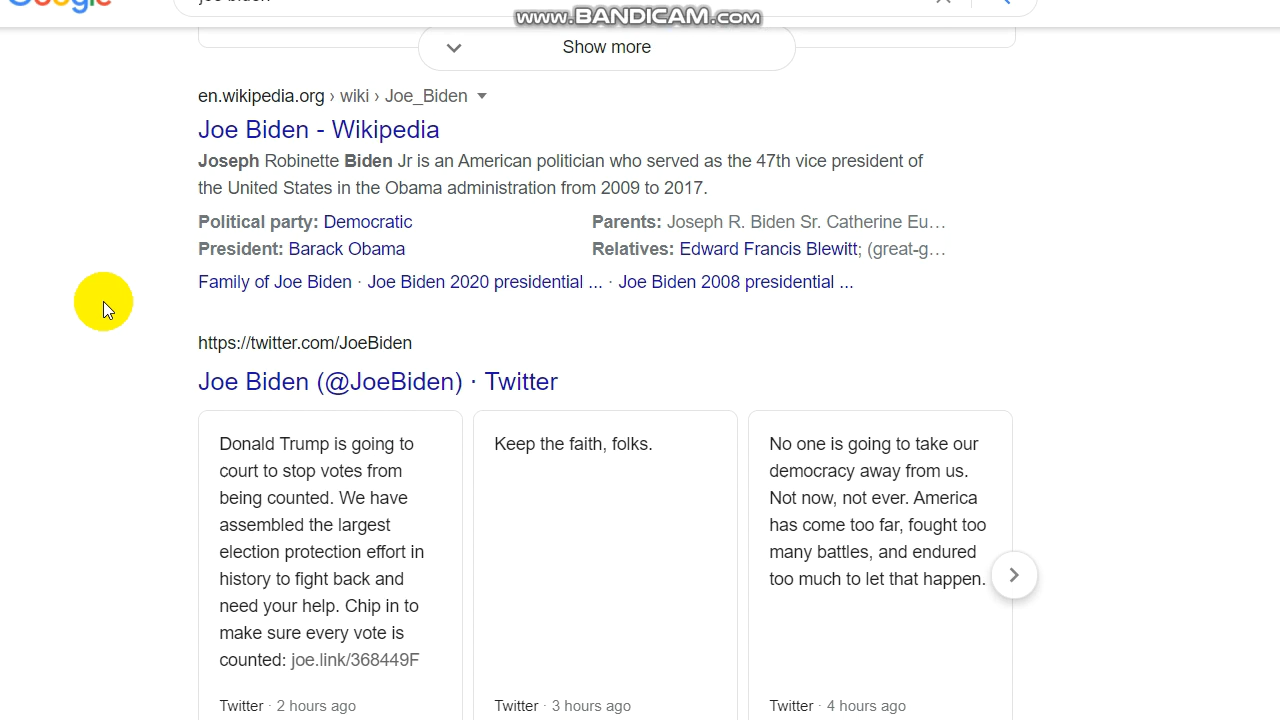 Google
joe biden
www.BANDICAM.com
Show more
en.wikipedia.org › wiki › Joe_Biden
Joe Biden - Wikipedia
Joseph Robinette Biden Jr is an American politician who served as the 47th vice president of
the United States in the Obama administration from 2009 to 2017.
Political party: Democratic
Parents: Joseph R. Biden Sr. Catherine Eu…
President: Barack Obama
Relatives: Edward Francis Blewitt; (great-g…
Family of Joe Biden · Joe Biden 2020 presidential ... · Joe Biden 2008 presidential ...
https://twitter.com/JoeBiden
Joe Biden (@JoeBiden) · Twitter
Donald Trump is going to
court to stop votes from
being counted. We have
assembled the largest
election protection effort in
history to fight back and
need your help. Chip in to
make sure every vote is
counted: joe.link/368449F
Twitter · 2 hours ago
Keep the faith, folks.
Twitter · 3 hours ago
No one is going to take our
democracy away from us.
Not now, not ever. America
has come too far, fought too
many battles, and endured
too much to let that happen.
Twitter · 4 hours ago